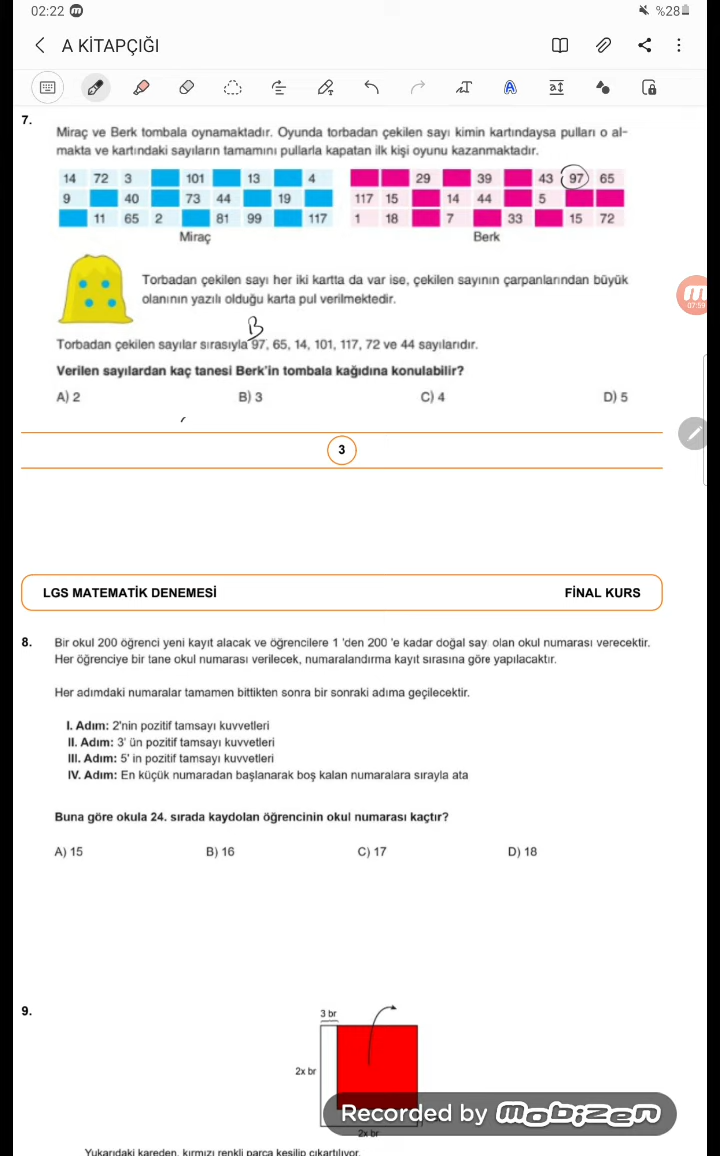 02:22 %28
A KİTAPÇIĞI
7.
Miraç ve Berk tombala oynamaktadır. Oyunda torbadan çekilen sayı kimin kartındaysa pulları o al-
makta ve kartındaki sayıların tamamını pullarla kapatan ilk kişi oyunu kazanmaktadır.
14 72 3 101 13 4
9 40 73 44 19
11 65 2 81 99 117
Miraç
29 39 43 97 65
117 15 14 44 5
1 18 7 33 15 72
Berk
Torbadan çekilen sayı her iki kartta da var ise, çekilen sayının çarpanlarından büyük
olanının yazılı olduğu karta pul verilmektedir.
07:59
B
Torbadan çekilen sayılar sırasıyla 97, 65, 14, 101, 117, 72 ve 44 sayılarıdır.
Verilen sayılardan kaç tanesi Berk'in tombala kağıdına konulabilir?
A) 2 B) 3 C) 4 D) 5
3
LGS MATEMATİK DENEMESİ FİNAL KURS
8. Bir okul 200 öğrenci yeni kayıt alacak ve öğrencilere 1 'den 200 'e kadar doğal say olan okul numarası verecektir.
Her öğrenciye bir tane okul numarası verilecek, numaralandırma kayıt sırasına göre yapılacaktır.
Her adımdaki numaralar tamamen bittikten sonra bir sonraki adıma geçilecektir.
I. Adım: 2'nin pozitif tamsayı kuvvetleri
II. Adım: 3' ün pozitif tamsayı kuvvetleri
III. Adım: 5' in pozitif tamsayı kuvvetleri
IV. Adım: En küçük numaradan başlanarak boş kalan numaralara sırayla ata
Buna göre okula 24. sırada kaydolan öğrencinin okul numarası kaçtır?
A) 15 B) 16 C) 17 D) 18
9.
3 br
2x br
Recorded by Mobizen
2x br
Yukarıdaki kareden, kırmızı renkli parça kesilip çıkartılıyor.